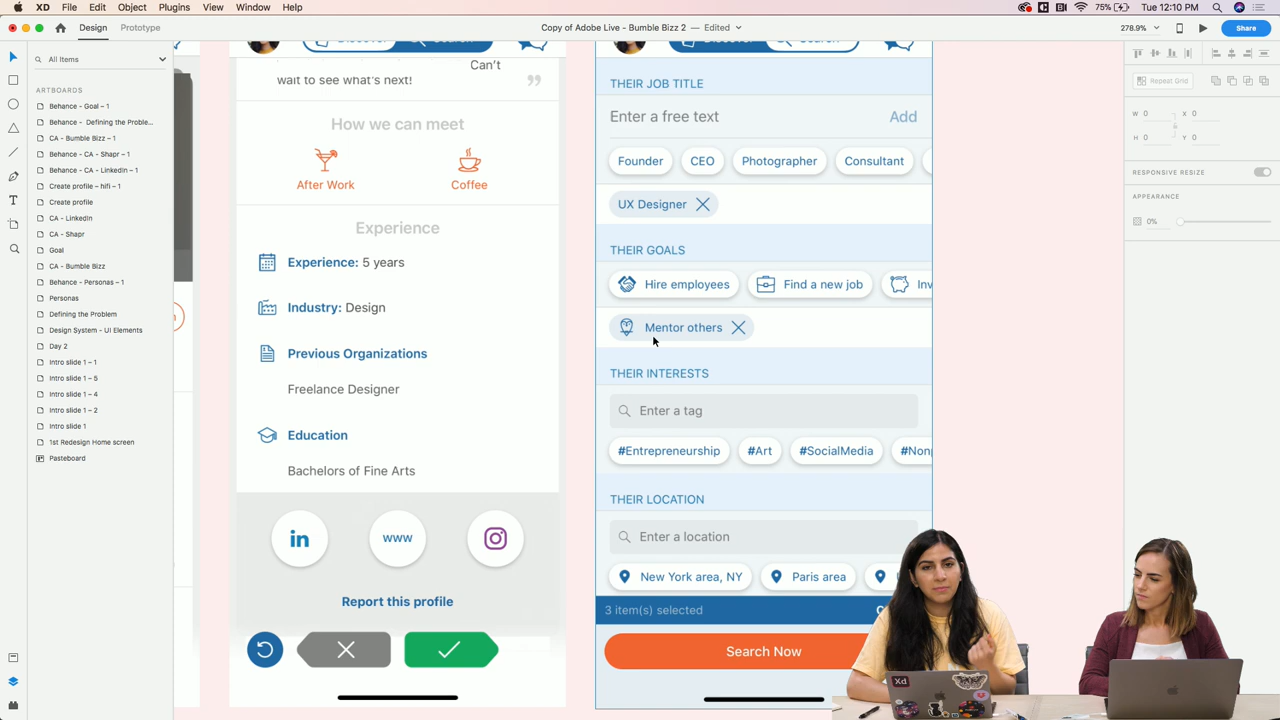 XD File Edit Object Plugins View Window Help
75% Tue 12:10 PM
Design Prototype
Copy of Adobe Live - Bumble Bizz 2 – Edited
278.9%
Share
All Items
ARTBOARDS
Behance - Goal – 1
Behance - Defining the Proble...
CA - Bumble Bizz – 1
Behance - CA - Shapr – 1
Behance - CA - LinkedIn – 1
Create profile – hifi – 1
Create profile
CA - LinkedIn
CA - Shapr
Goal
CA - Bumble Bizz
Behance - Personas – 1
Personas
Defining the Problem
Design System - UI Elements
Day 2
Intro slide 1 – 1
Intro slide 1 – 5
Intro slide 1 – 4
Intro slide 1 – 2
Intro slide 1
1st Redesign Home screen
Pasteboard
Can't
wait to see what's next!
How we can meet
After Work Coffee
Experience
Experience: 5 years
Industry: Design
Previous Organizations
Freelance Designer
Education
Bachelors of Fine Arts
in www
Report this profile
THEIR JOB TITLE
Enter a free text Add
Founder CEO Photographer Consultant
UX Designer
THEIR GOALS
Hire employees Find a new job Inv
Mentor others
THEIR INTERESTS
Enter a tag
#Entrepreneurship #Art #SocialMedia #Nonp
THEIR LOCATION
Enter a location
New York area, NY Paris area
3 item(s) selected
Search Now
Repeat Grid
W 0 X 0
H 0 Y 0
RESPONSIVE RESIZE
APPEARANCE
0%
Xd